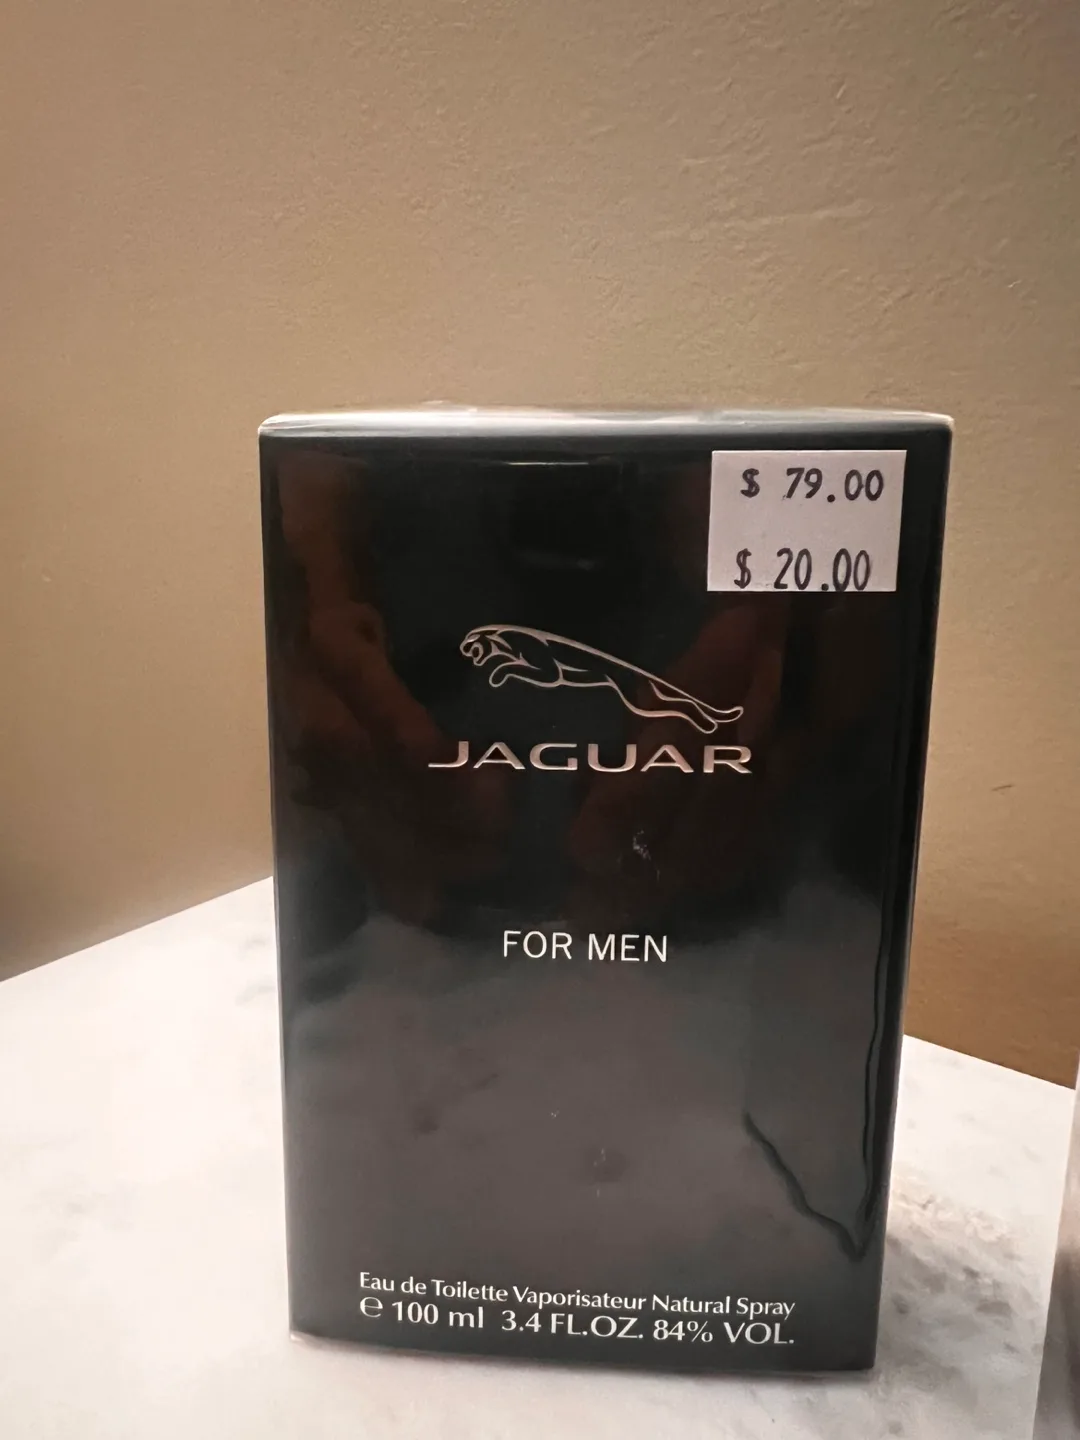 $ 79.00
$ 20.00
JAGUAR
FOR MEN
Eau de Toilette Vaporisateur Natural Spray
℮ 100 ml 3.4 FL.OZ. 84% VOL.